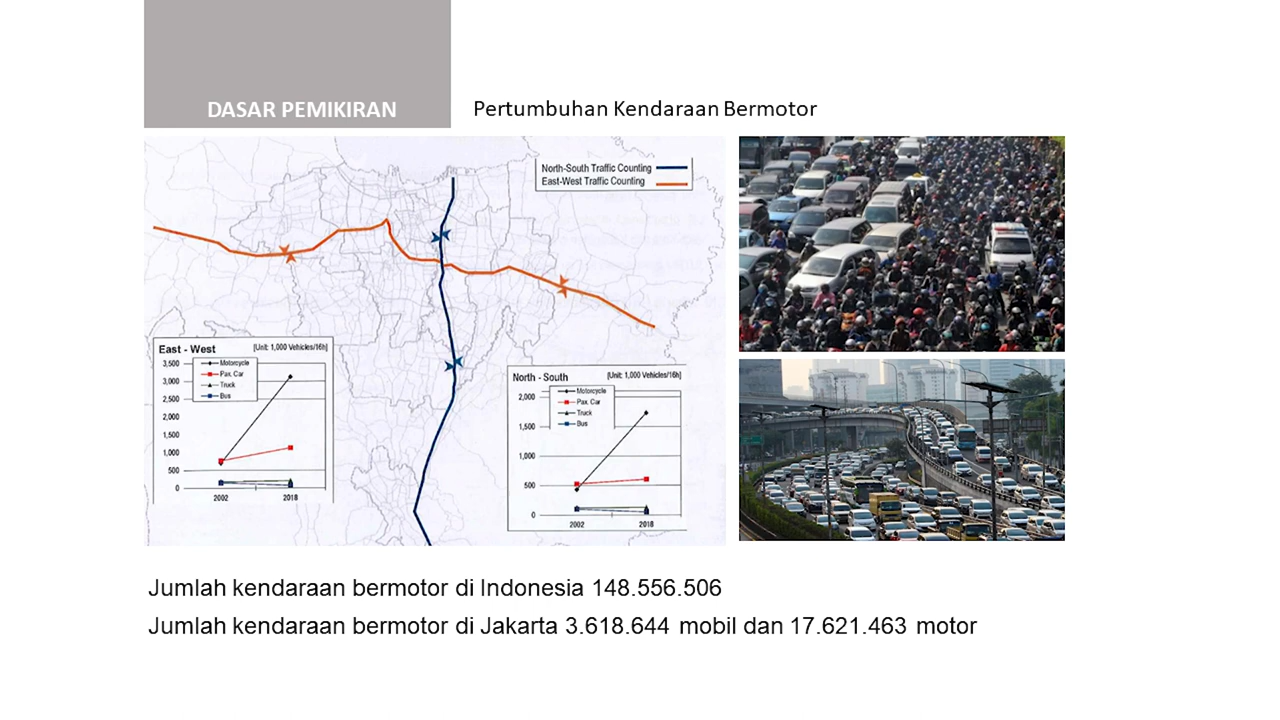 DASAR PEMIKIRAN
Pertumbuhan Kendaraan Bermotor
North-South Traffic Counting
East-West Traffic Counting
East - West
[Unit: 1,000 Vehicles/16h]
Motorcycle
Pax. Car
Truck
Bus
3,500
3,000
2,500
2,000
1,500
1,000
500
0
2002 2018
North - South
[Unit: 1,000 Vehicles/16h]
Motorcycle
Pax. Car
Truck
Bus
2,000
1,500
1,000
500
0
2002 2018
Jumlah kendaraan bermotor di Indonesia 148.556.506
Jumlah kendaraan bermotor di Jakarta 3.618.644 mobil dan 17.621.463 motor